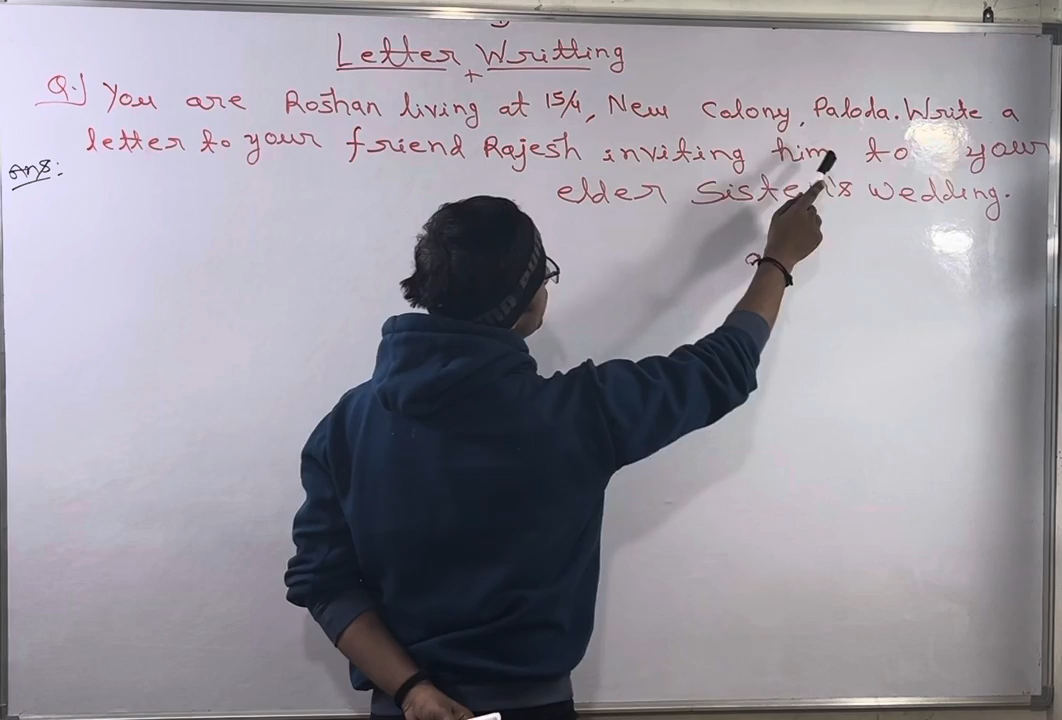 Letter Writting
Q.) You are Roshan living at 15/4, New Colony, Paloda. Write a
letter to your friend Rajesh inviting him to your
elder Sister's wedding.
ans: